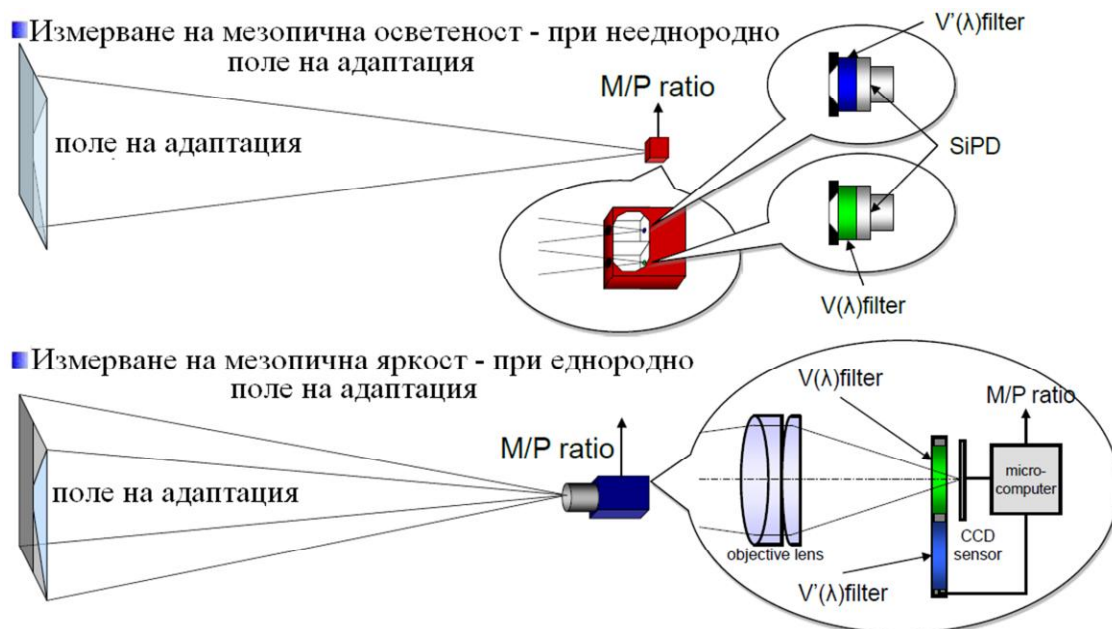 Измерване на мезопична осветеност - при нееднородно
поле на адаптация
V'(λ)filter
M/P ratio
поле на адаптация
SiPD
V(λ)filter
Измерване на мезопична яркост - при еднородно
поле на адаптация
V(λ)filter
M/P ratio
M/P ratio
поле на адаптация
micro-
computer
CCD
sensor
objective lens
V'(λ)filter